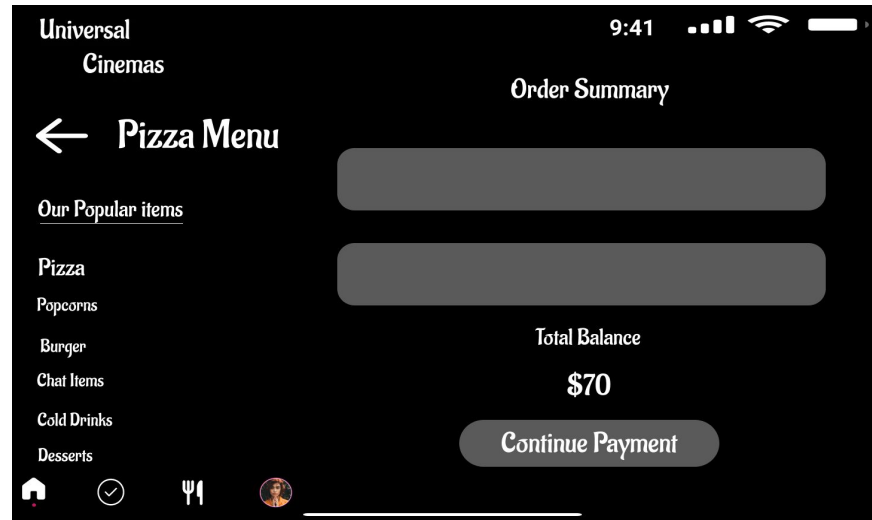 Universal
Cinemas
9:41
Order Summary
Pizza Menu
Our Popular items
Pizza
Popcorns
Burger
Chat Items
Cold Drinks
Desserts
Total Balance
$70
Continue Payment